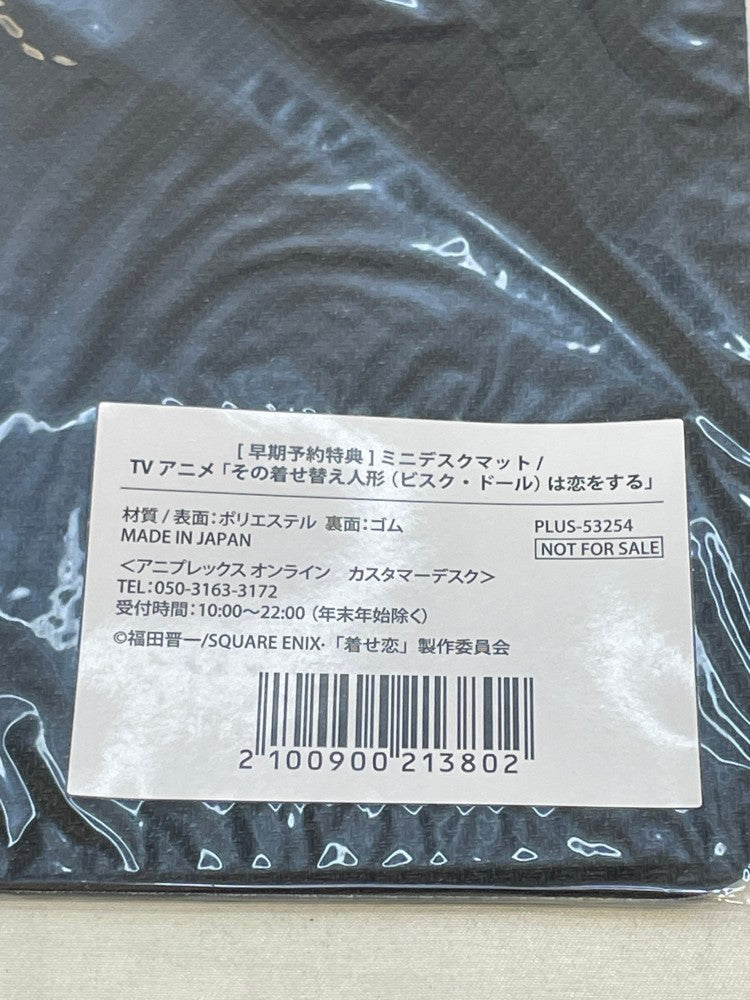 [早期予約特典] ミニデスクマット/
TV アニメ「その着せ替え人形（ビスク・ドール）は恋をする」
材質/表面：ポリエステル 裏面：ゴム
PLUS-53254
MADE IN JAPAN
NOT FOR SALE
＜アニプレックス オンライン　カスタマーデスク＞
TEL：050-3163-3172
受付時間：10:00～22:00（年末年始除く）
©福田晋一/SQUARE ENIX・「着せ恋」製作委員会
2 100900 213802